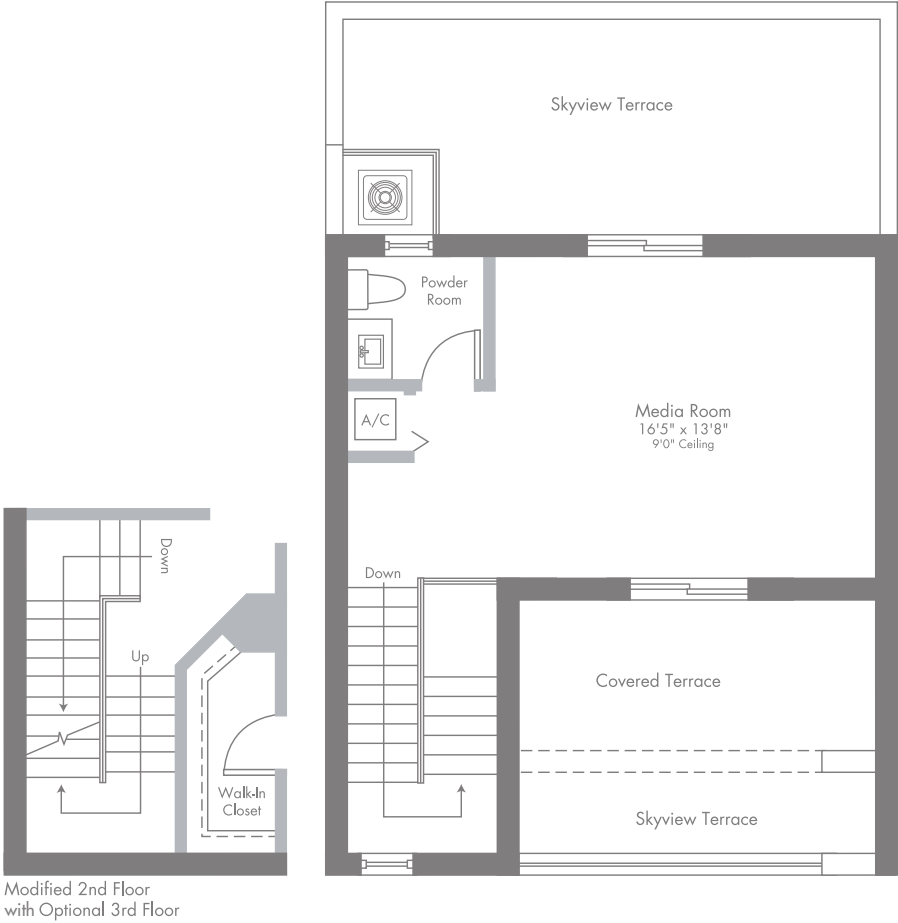 Skyview Terrace
Powder
Room
Media Room
16'5" x 13'8"
9'0" Ceiling
A/C
Down
Down
Up
Covered Terrace
Walk-In
Closet
Skyview Terrace
Modified 2nd Floor
with Optional 3rd Floor